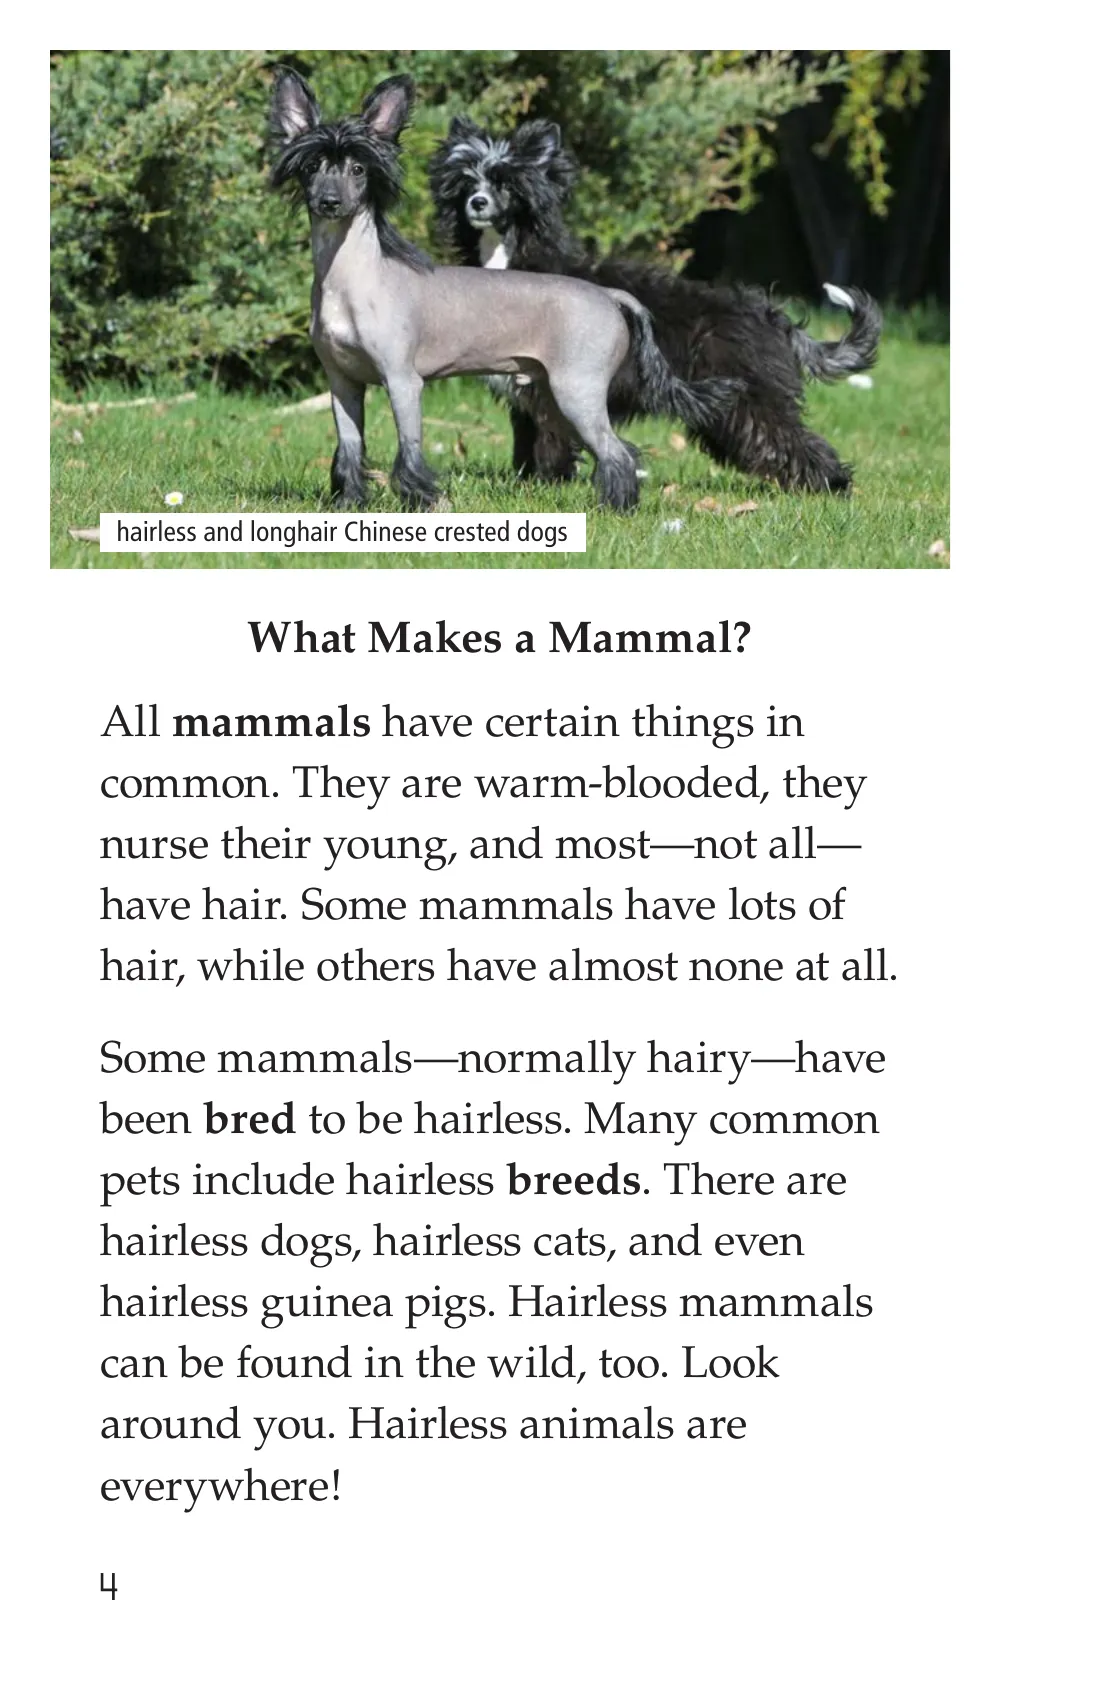 hairless and longhair Chinese crested dogs
What Makes a Mammal?
All mammals have certain things in
common. They are warm-blooded, they
nurse their young, and most—not all—
have hair. Some mammals have lots of
hair, while others have almost none at all.
Some mammals—normally hairy—have
been bred to be hairless. Many common
pets include hairless breeds. There are
hairless dogs, hairless cats, and even
hairless guinea pigs. Hairless mammals
can be found in the wild, too. Look
around you. Hairless animals are
everywhere!
4